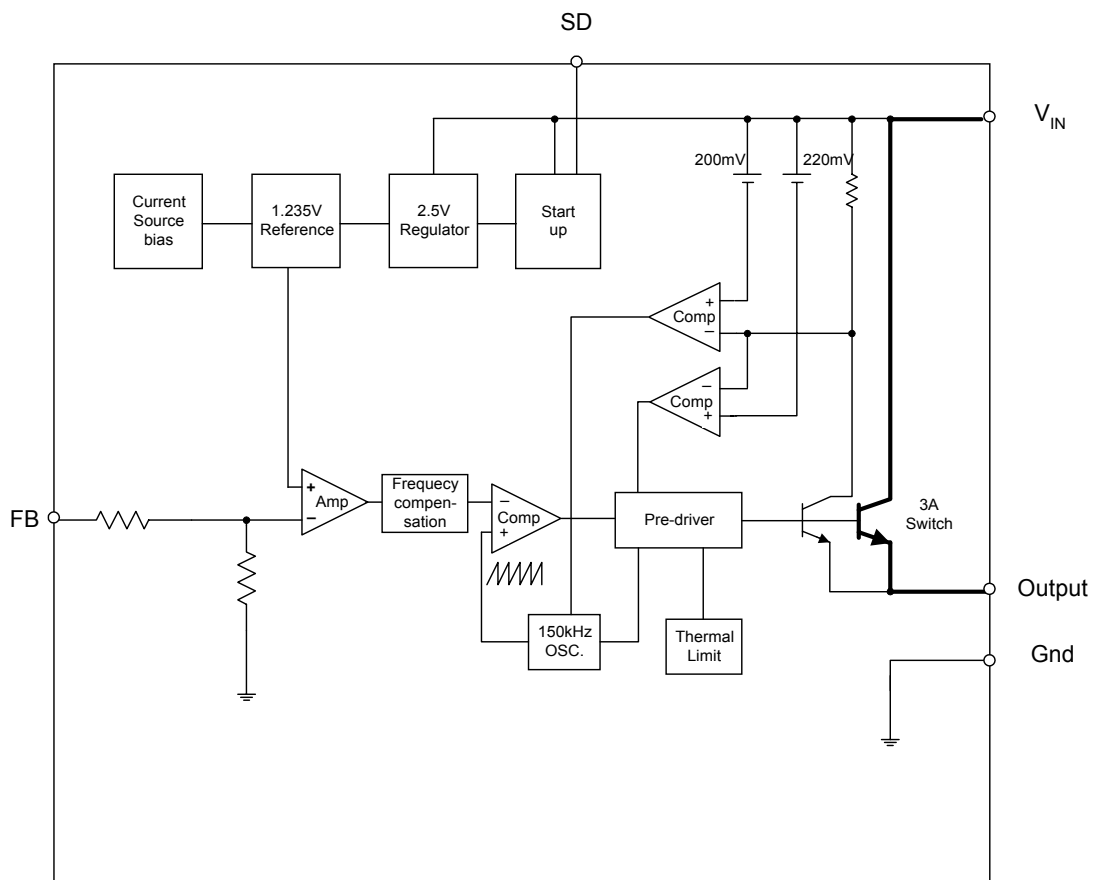 SD
V_IN
200mV
220mV
Current
Source
bias
1.235V
Reference
2.5V
Regulator
Start
up
+
Comp
−
−
Comp
+
FB
+
Amp
−
Frequecy
compen-
sation
−
Comp
+
Pre-driver
3A
Switch
Output
150kHz
OSC.
Thermal
Limit
Gnd